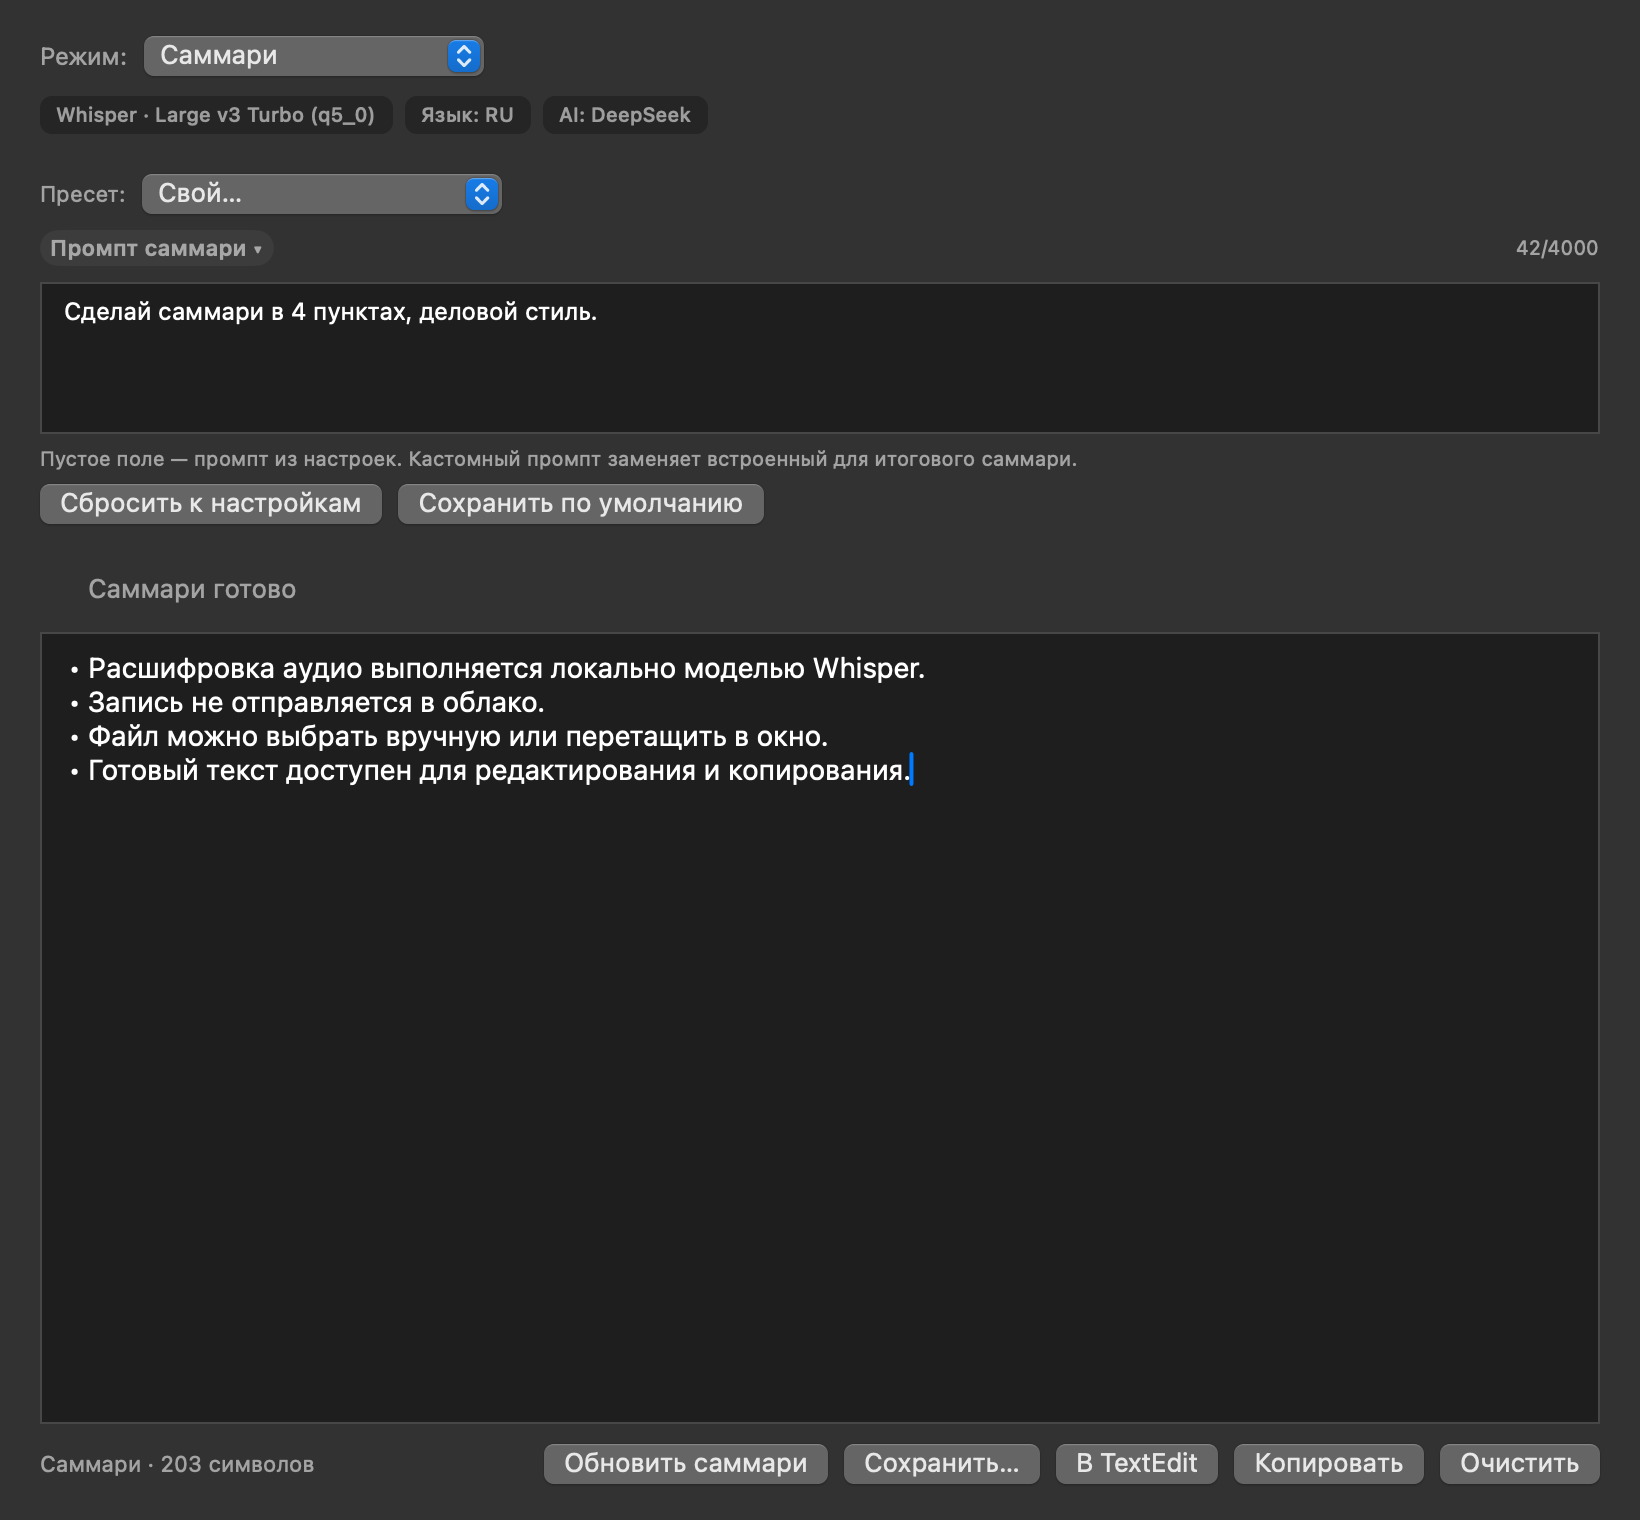 Режим: Саммари
Whisper · Large v3 Turbo (q5_0) Язык: RU AI: DeepSeek
Пресет: Свой...
Промпт саммари ▾ 42/4000
Сделай саммари в 4 пунктах, деловой стиль.
Пустое поле — промпт из настроек. Кастомный промпт заменяет встроенный для итогового саммари.
Сбросить к настройкам Сохранить по умолчанию
Саммари готово
• Расшифровка аудио выполняется локально моделью Whisper.
• Запись не отправляется в облако.
• Файл можно выбрать вручную или перетащить в окно.
• Готовый текст доступен для редактирования и копирования.
Саммари · 203 символов Обновить саммари Сохранить... В TextEdit Копировать Очистить